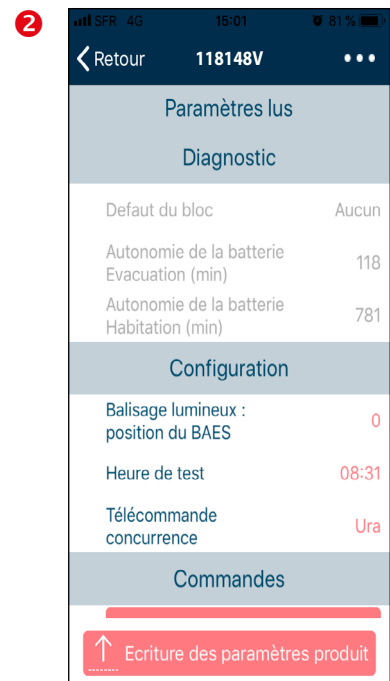 2
SFR 4G 15:01 81 %
Retour 118148V
Paramètres lus
Diagnostic
Defaut du bloc Aucun
Autonomie de la batterie
Evacuation (min) 118
Autonomie de la batterie
Habitation (min) 781
Configuration
Balisage lumineux :
position du BAES 0
Heure de test 08:31
Télécommande
concurrence Ura
Commandes
Ecriture des paramètres produit